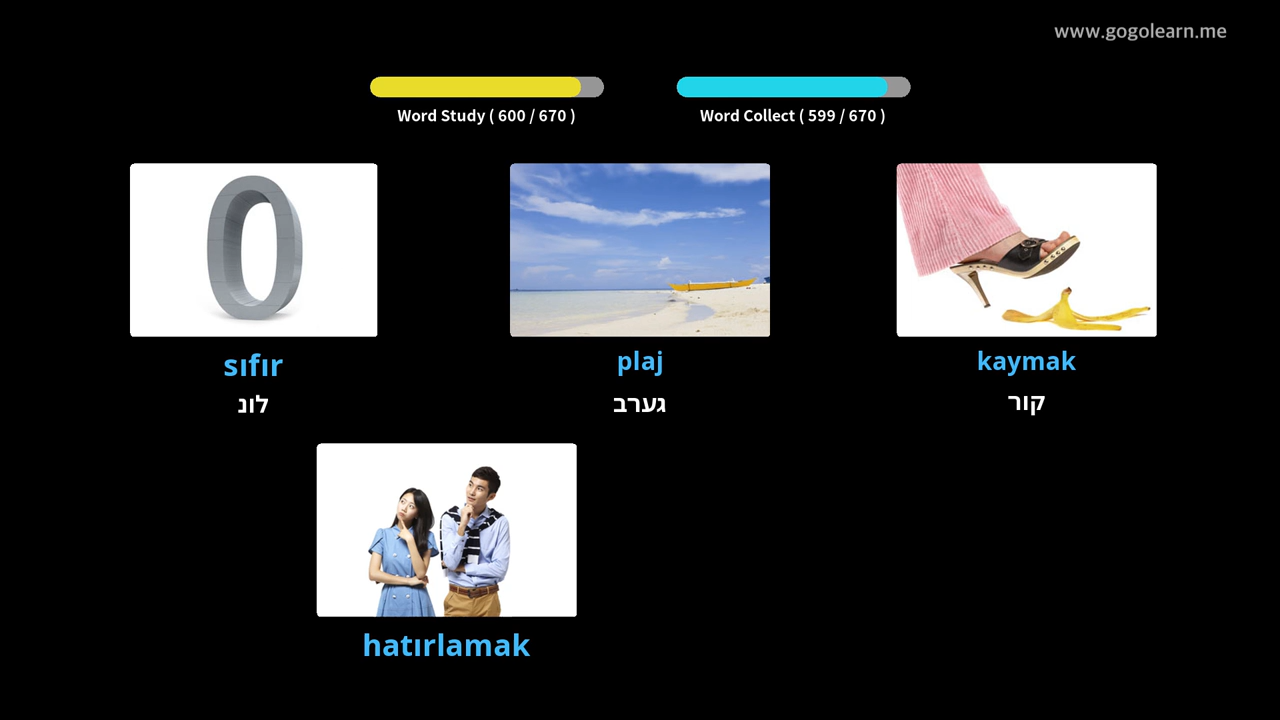 www.gogolearn.me
Word Study ( 600 / 670 )
Word Collect ( 599 / 670 )
sıfır
לונ
plaj
גערב
kaymak
קור
hatırlamak